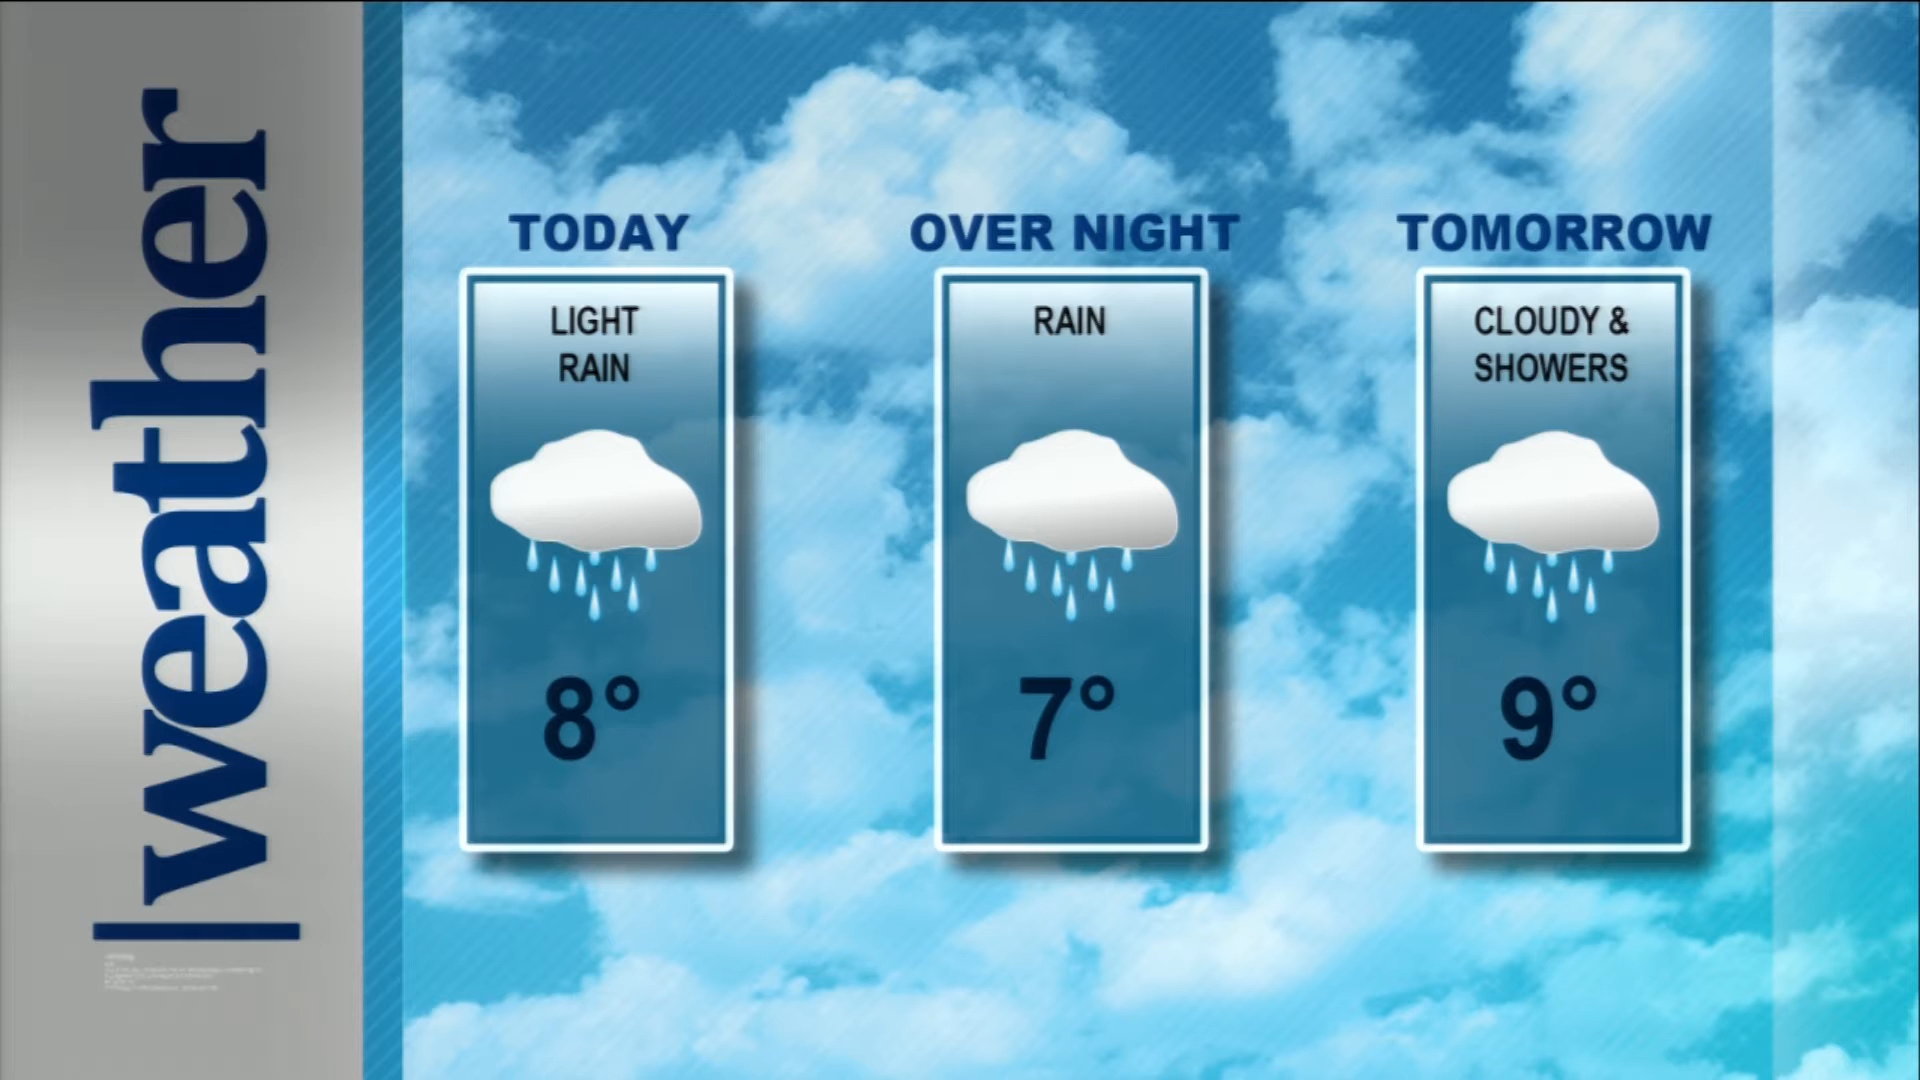 weather
TODAY
LIGHT
RAIN
8°
OVER NIGHT
RAIN
7°
TOMORROW
CLOUDY &
SHOWERS
9°